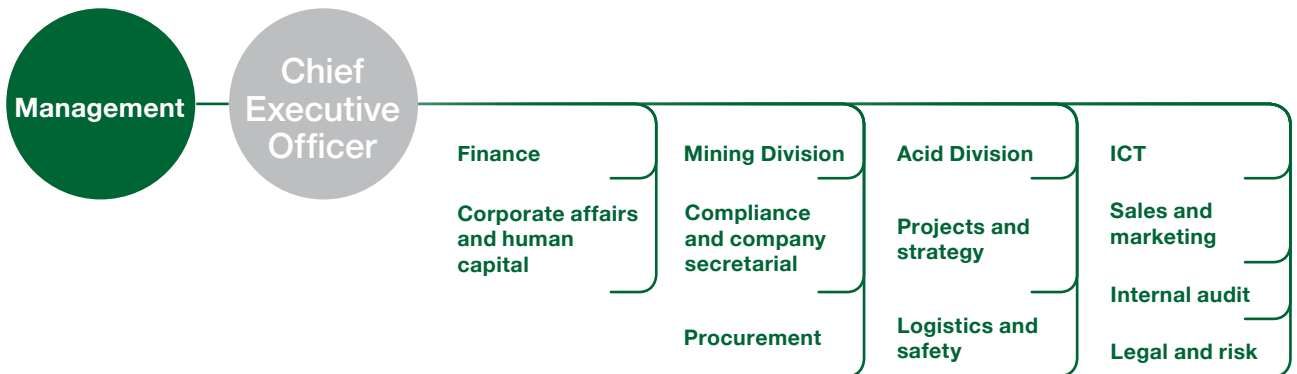 Management
Chief
Executive
Officer
Finance
Corporate affairs
and human
capital
Mining Division
Compliance
and company
secretarial
Procurement
Acid Division
Projects and
strategy
Logistics and
safety
ICT
Sales and
marketing
Internal audit
Legal and risk